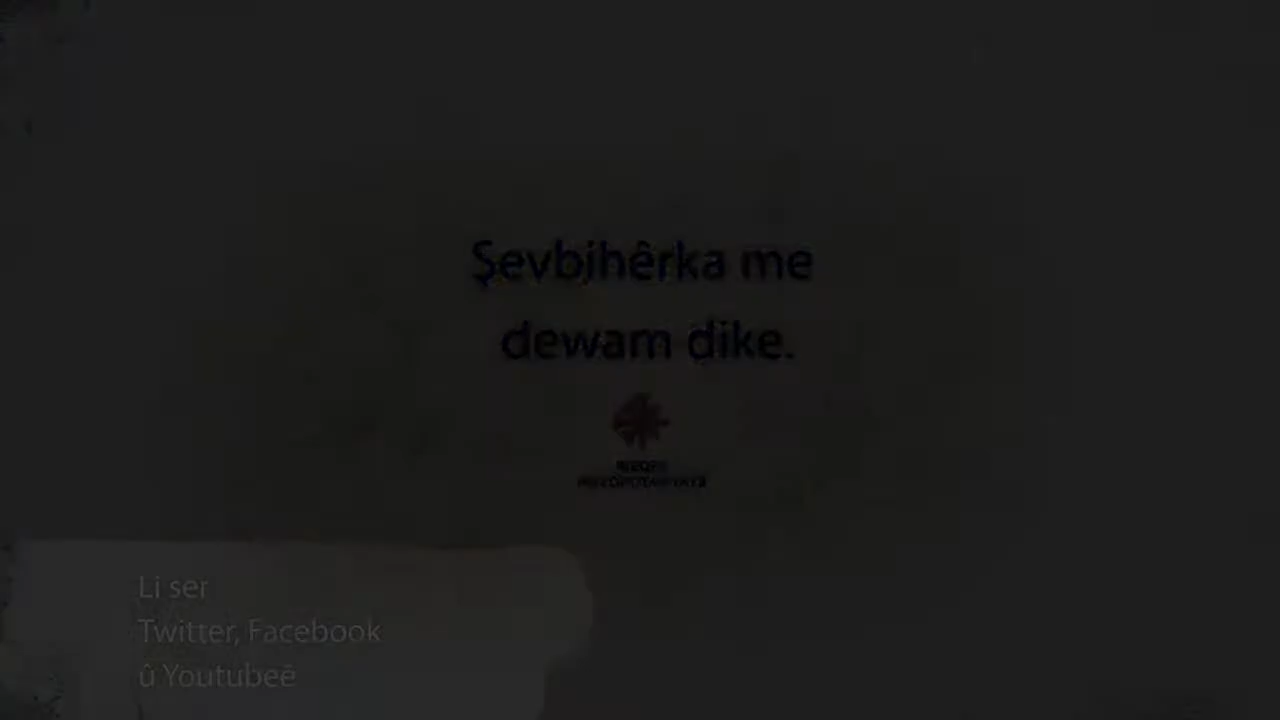 Şevbihêrka me
dewam dike.
Li ser
Twitter, Facebook
û Youtubeê